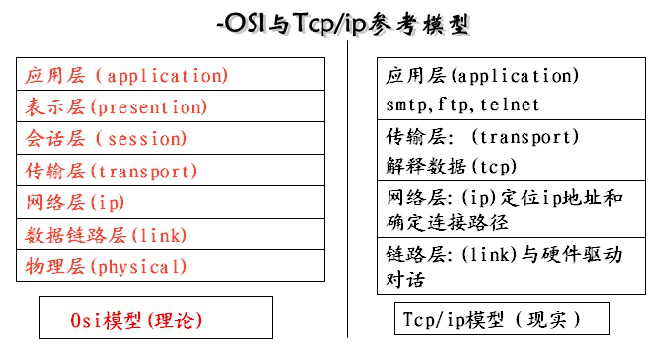 -OSI与Tcp/ip参考模型
应用层（application)
表示层(presention)
会话层（session)
传输层(transport)
网络层(ip)
数据链路层(link)
物理层(physical)
Osi模型(理论)
应用层(application)
smtp,ftp,telnet
传输层:（transport)
解释数据(tcp)
网络层:(ip)定位ip地址和
确定连接路径
链路层:(link)与硬件驱动
对话
Tcp/ip模型（现实）